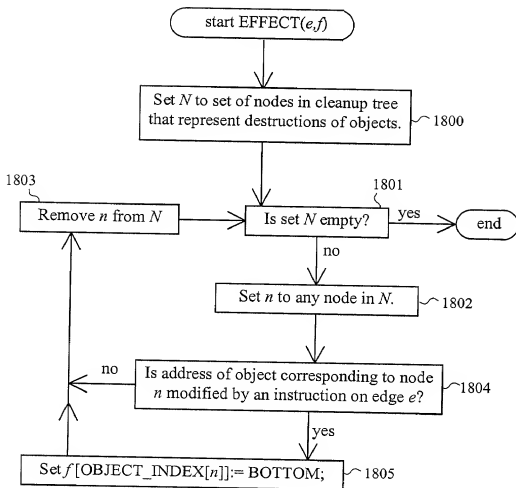 start EFFECT(e,f)
Set N to set of nodes in cleanup tree
that represent destructions of objects.
1800
1803
1801
Remove n from N
Is set N empty?
yes
end
no
Set n to any node in N.
1802
no
Is address of object corresponding to node
n modified by an instruction on edge e?
1804
yes
Set f[OBJECT_INDEX[n]]:= BOTTOM;
1805